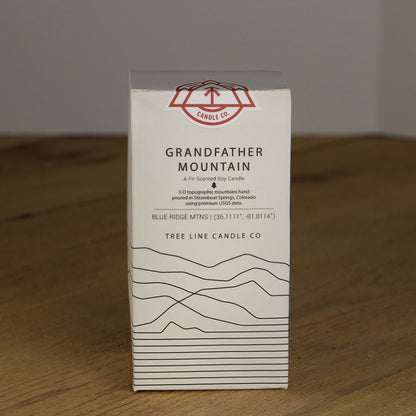 CANDLE CO.
GRANDFATHER
MOUNTAIN
A Fir Scented Soy Candle
3-D topographic mountains hand
poured in Steamboat Springs, Colorado
using premium USGS data.
BLUE RIDGE MTNS | (36.1111°, -81.8114°)
TREE LINE CANDLE CO